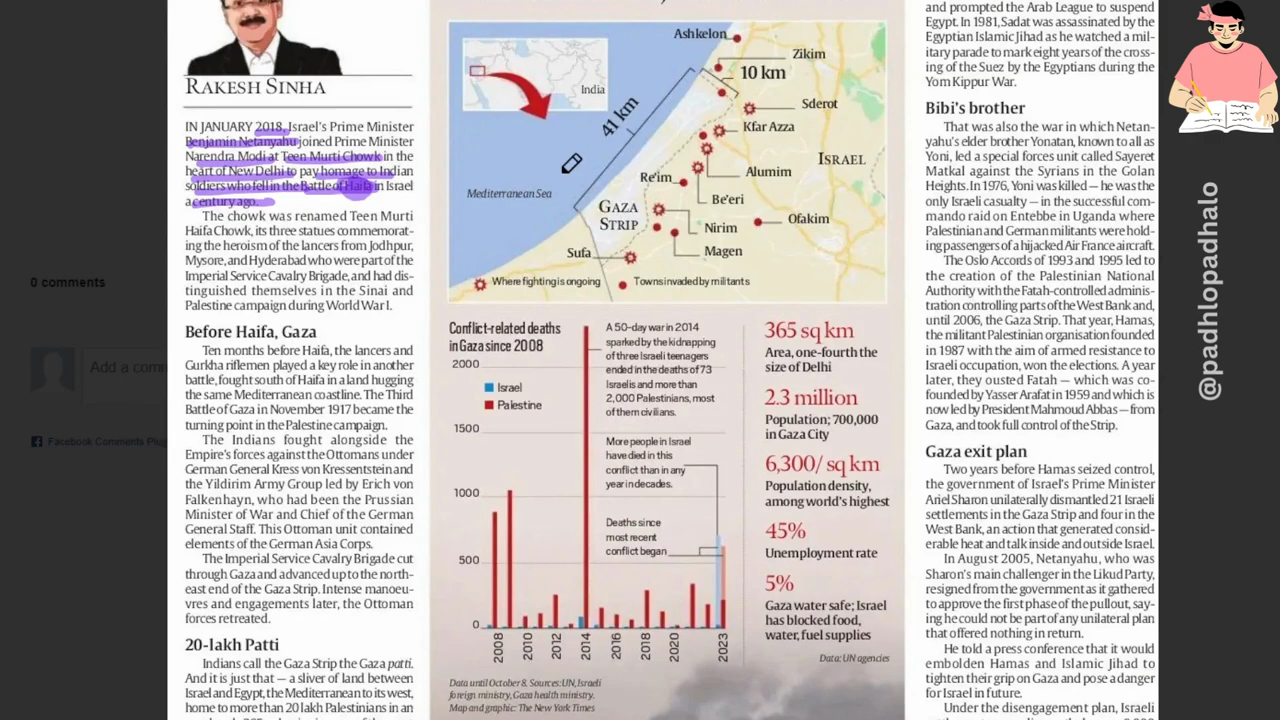 RAKESH SINHA
IN JANUARY 2018, Israel's Prime Minister
Benjamin Netanyahu joined Prime Minister
Narendra Modi at Teen Murti Chowk in the
heart of New Delhi to pay homage to Indian
soldiers who fell in the Battle of Haifa in Israel
a century ago.
The chowk was renamed Teen Murti
Haifa Chowk, its three statues commemorat-
ing the heroism of the lancers from Jodhpur,
Mysore, and Hyderabad who were part of the
Imperial Service Cavalry Brigade, and had dis-
tinguished themselves in the Sinai and
Palestine campaign during World War I.
Before Haifa, Gaza
Ten months before Haifa, the lancers and
Gurkha riflemen played a key role in another
battle, fought south of Haifa in a land hugging
the same Mediterranean coastline. The Third
Battle of Gaza in November 1917 became the
turning point in the Palestine campaign.
The Indians fought alongside the
Empire's forces against the Ottomans under
German General Kress von Kressentstein and
the Yildirim Army Group led by Erich von
Falkenhayn, who had been the Prussian
Minister of War and Chief of the German
General Staff. This Ottoman unit contained
elements of the German Asia Corps.
The Imperial Service Cavalry Brigade cut
through Gaza and advanced up to the north-
east end of the Gaza Strip. Intense manoeu-
vres and engagements later, the Ottoman
forces retreated.
20-lakh Patti
Indians call the Gaza Strip the Gaza patti.
And it is just that — a sliver of land between
Israel and Egypt, the Mediterranean to its west,
home to more than 20 lakh Palestinians in an
Ashkelon
Zikim
10 km
India
Sderot
41 km
Kfar Azza
ISRAEL
Alumim
Re'im
Mediterranean Sea
Be'eri
GAZA
STRIP
Ofakim
Nirim
Sufa
Magen
Where fighting is ongoing
Towns invaded by militants
Conflict-related deaths
in Gaza since 2008
2000
Israel
Palestine
1500
1000
500
0
2008
2010
2012
2014
2016
2018
2020
2023
A 50-day war in 2014
sparked by the kidnapping
of three Israeli teenagers
ended in the deaths of 73
Israelis and more than
2,000 Palestinians, most
of them civilians.
More people in Israel
have died in this
conflict than in any
year in decades.
Deaths since
most recent
conflict began
Data until October 8. Sources: UN, Israeli
foreign ministry, Gaza health ministry.
Map and graphic: The New York Times
365 sq km
Area, one-fourth the
size of Delhi
2.3 million
Population; 700,000
in Gaza City
6,300/ sq km
Population density,
among world's highest
45%
Unemployment rate
5%
Gaza water safe; Israel
has blocked food,
water, fuel supplies
Data: UN agencies
and prompted the Arab League to suspend
Egypt. In 1981, Sadat was assassinated by the
Egyptian Islamic Jihad as he watched a mil-
itary parade to mark eight years of the cross-
ing of the Suez by the Egyptians during the
Yom Kippur War.
Bibi's brother
That was also the war in which Netan-
yahu's elder brother Yonatan, known to all as
Yoni, led a special forces unit called Sayeret
Matkal against the Syrians in the Golan
Heights. In 1976, Yoni was killed — he was the
only Israeli casualty — in the successful com-
mando raid on Entebbe in Uganda where
Palestinian and German militants were hold-
ing passengers of a hijacked Air France aircraft.
The Oslo Accords of 1993 and 1995 led to
the creation of the Palestinian National
Authority with the Fatah-controlled adminis-
tration controlling parts of the West Bank and,
until 2006, the Gaza Strip. That year, Hamas,
the militant Palestinian organisation founded
in 1987 with the aim of armed resistance to
Israeli occupation, won the elections. A year
later, they ousted Fatah — which was co-
founded by Yasser Arafat in 1959 and which is
now led by President Mahmoud Abbas — from
Gaza, and took full control of the Strip.
Gaza exit plan
Two years before Hamas seized control,
the government of Israel's Prime Minister
Ariel Sharon unilaterally dismantled 21 Israeli
settlements in the Gaza Strip and four in the
West Bank, an action that generated consid-
erable heat and talk inside and outside Israel.
In August 2005, Netanyahu, who was
Sharon's main challenger in the Likud Party,
resigned from the government as it gathered
to approve the first phase of the pullout, say-
ing he could not be part of any unilateral plan
that offered nothing in return.
He told a press conference that it would
embolden Hamas and Islamic Jihad to
tighten their grip on Gaza and pose a danger
for Israel in future.
Under the disengagement plan, Israeli
@padhlopadhalo
0 comments
Add a com
Facebook Comments Plug